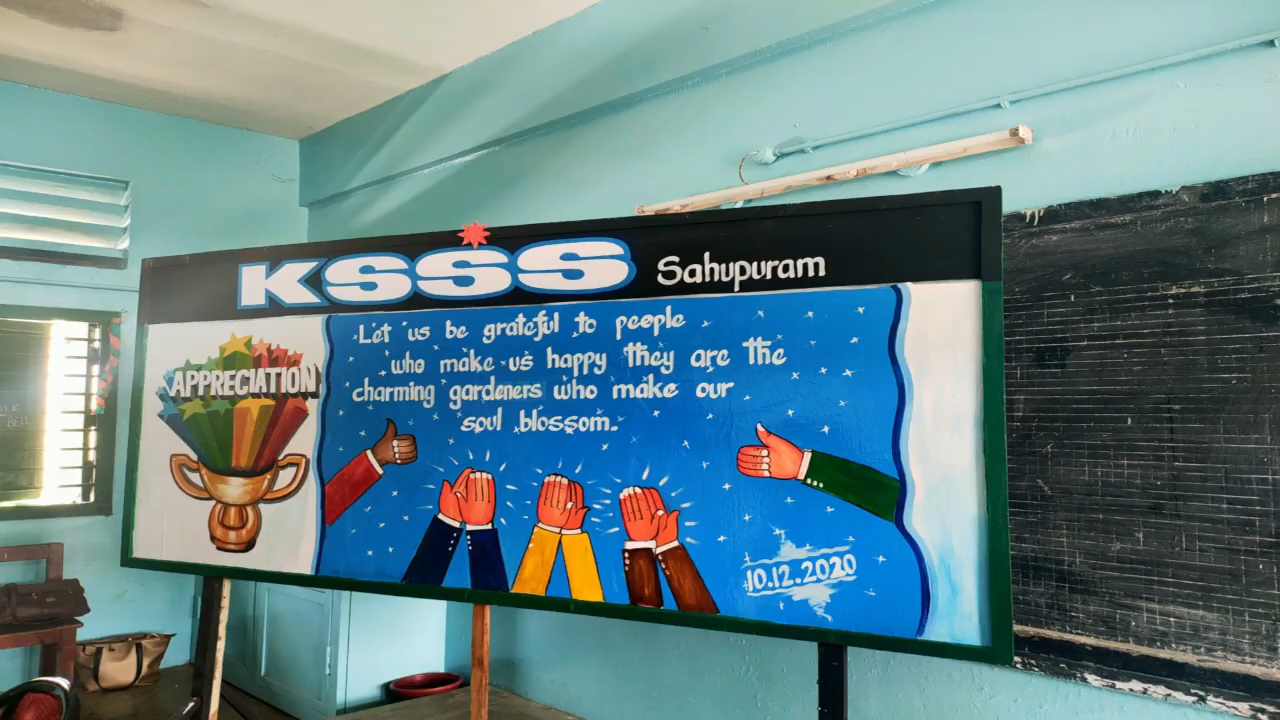 KSSS Sahupuram
APPRECIATION
Let us be grateful to people
who make us happy they are the
charming gardeners who make our
soul blossom.
10.12.2020